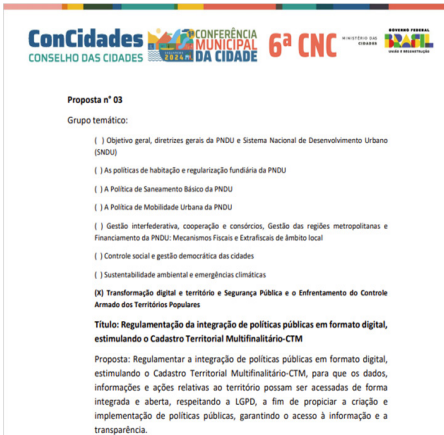 ConCidades
CONSELHO DAS CIDADES
2024
CONFERÊNCIA
MUNICIPAL
DA CIDADE
6ª CNC
MINISTÉRIO DAS
CIDADES
GOVERNO FEDERAL
BRASIL
UNIÃO E RECONSTRUÇÃO
Proposta n° 03
Grupo temático:
( ) Objetivo geral, diretrizes gerais da PNDU e Sistema Nacional de Desenvolvimento Urbano
(SNDU)
( ) As políticas de habitação e regularização fundiária da PNDU
( ) A Política de Saneamento Básico da PNDU
( ) A Política de Mobilidade Urbana da PNDU
( ) Gestão interfederativa, cooperação e consórcios, Gestão das regiões metropolitanas e
Financiamento da PNDU: Mecanismos Fiscais e Extrafiscais de âmbito local
( ) Controle social e gestão democrática das cidades
( ) Sustentabilidade ambiental e emergências climáticas
(X) Transformação digital e território e Segurança Pública e o Enfrentamento do Controle
Armado dos Territórios Populares
Título: Regulamentação da integração de políticas públicas em formato digital,
estimulando o Cadastro Territorial Multifinalitário-CTM
Proposta: Regulamentar a integração de políticas públicas em formato digital,
estimulando o Cadastro Territorial Multifinalitário-CTM, para que os dados,
informações e ações relativas ao território possam ser acessadas de forma
integrada e aberta, respeitando a LGPD, a fim de propiciar a criação e
implementação de políticas públicas, garantindo o acesso à informação e a
transparência.